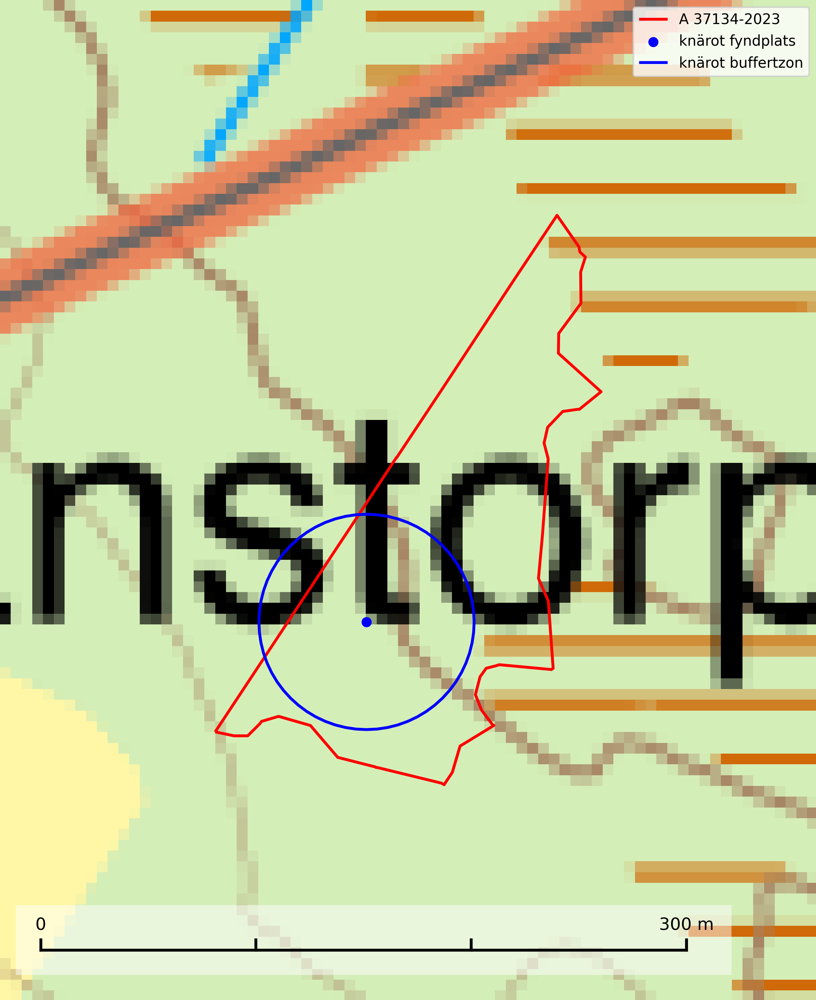 A 37134-2023
knärot fyndplats
knärot buffertzon
nstorp
0 300 m